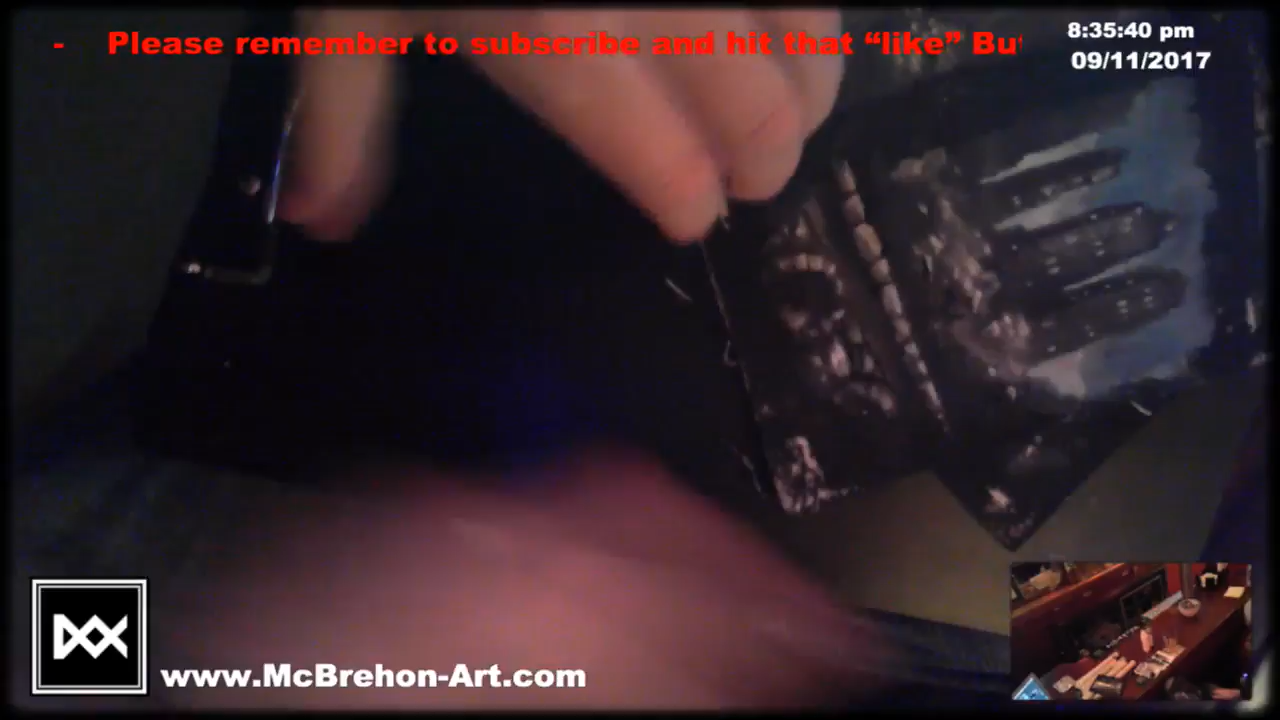 - Please remember to subscribe and hit that “like”
8:35:40 pm
09/11/2017
www.McBrehon-Art.com